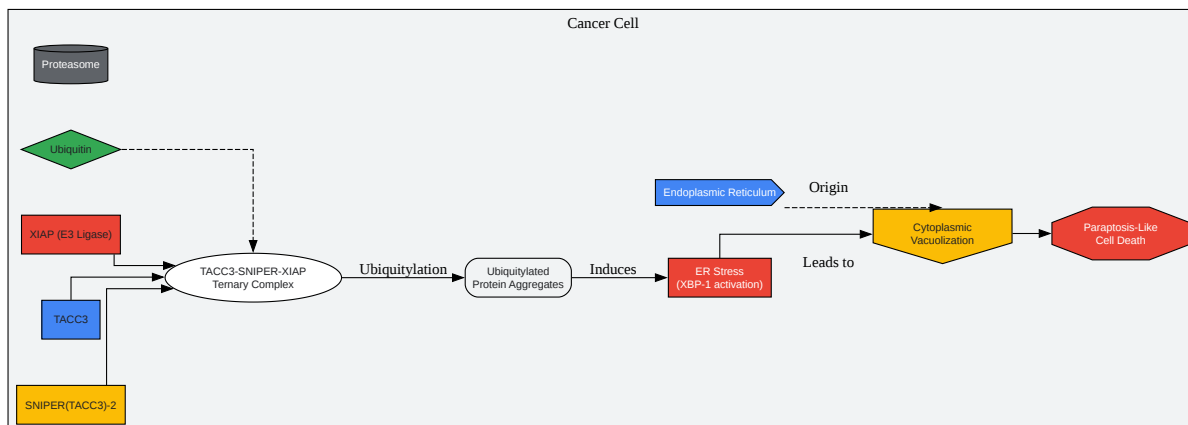 Cancer Cell
Proteasome
Ubiquitin
Endoplasmic Reticulum
Origin
XIAP (E3 Ligase)
Cytoplasmic
Vacuolization
Paraptosis-Like
Cell Death
TACC3-SNIPER-XIAP
Ternary Complex
Ubiquitylation
Ubiquitylated
Protein Aggregates
Induces
ER Stress
(XBP-1 activation)
Leads to
TACC3
SNIPER(TACC3)-2